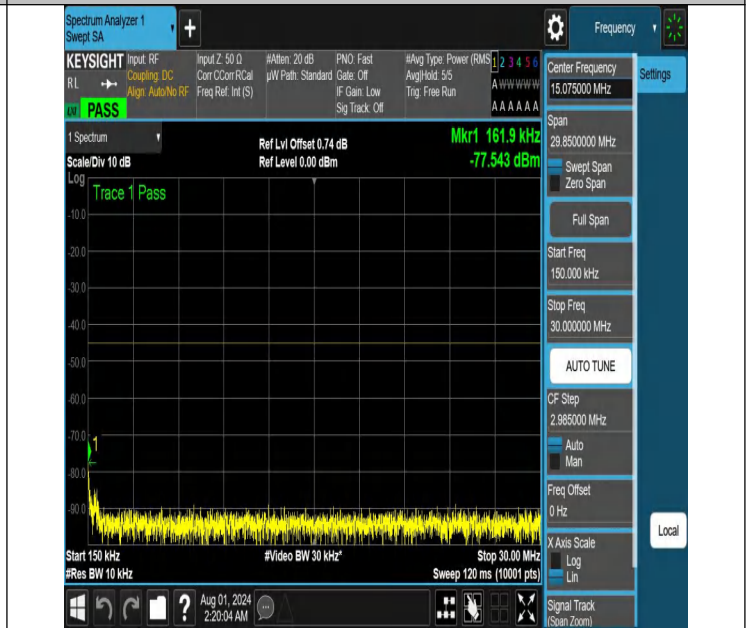 Spectrum Analyzer 1
Swept SA
+
Frequency
KEYSIGHT
RL
PASS
Input: RF
Coupling: DC
Align: Auto/No RF
Input Z: 50 Ω
Corr CCorr RCal
Freq Ref: Int (S)
#Atten: 20 dB
µW Path: Standard
PNO: Fast
Gate: Off
IF Gain: Low
Sig Track: Off
#Avg Type: Power (RMS
Avg|Hold: 5/5
Trig: Free Run
1 2 3 4 5 6
A W W W W W
A A A A A A
1 Spectrum
Scale/Div 10 dB
Ref Lvl Offset 0.74 dB
Ref Level 0.00 dBm
Mkr1 161.9 kHz
-77.543 dBm
Log
Trace 1 Pass
-10.0
-20.0
-30.0
-40.0
-50.0
-60.0
-70.0
1
-80.0
-90.0
Start 150 kHz
#Video BW 30 kHz*
Stop 30.00 MHz
#Res BW 10 kHz
Sweep 120 ms (10001 pts)
Center Frequency
15.075000 MHz
Settings
Span
29.8500000 MHz
Swept Span
Zero Span
Full Span
Start Freq
150.000 kHz
Stop Freq
30.000000 MHz
AUTO TUNE
CF Step
2.985000 MHz
Auto
Man
Freq Offset
0 Hz
Local
X Axis Scale
Log
Lin
Signal Track
(Span Zoom)
?
Aug 01, 2024
2:20:04 AM